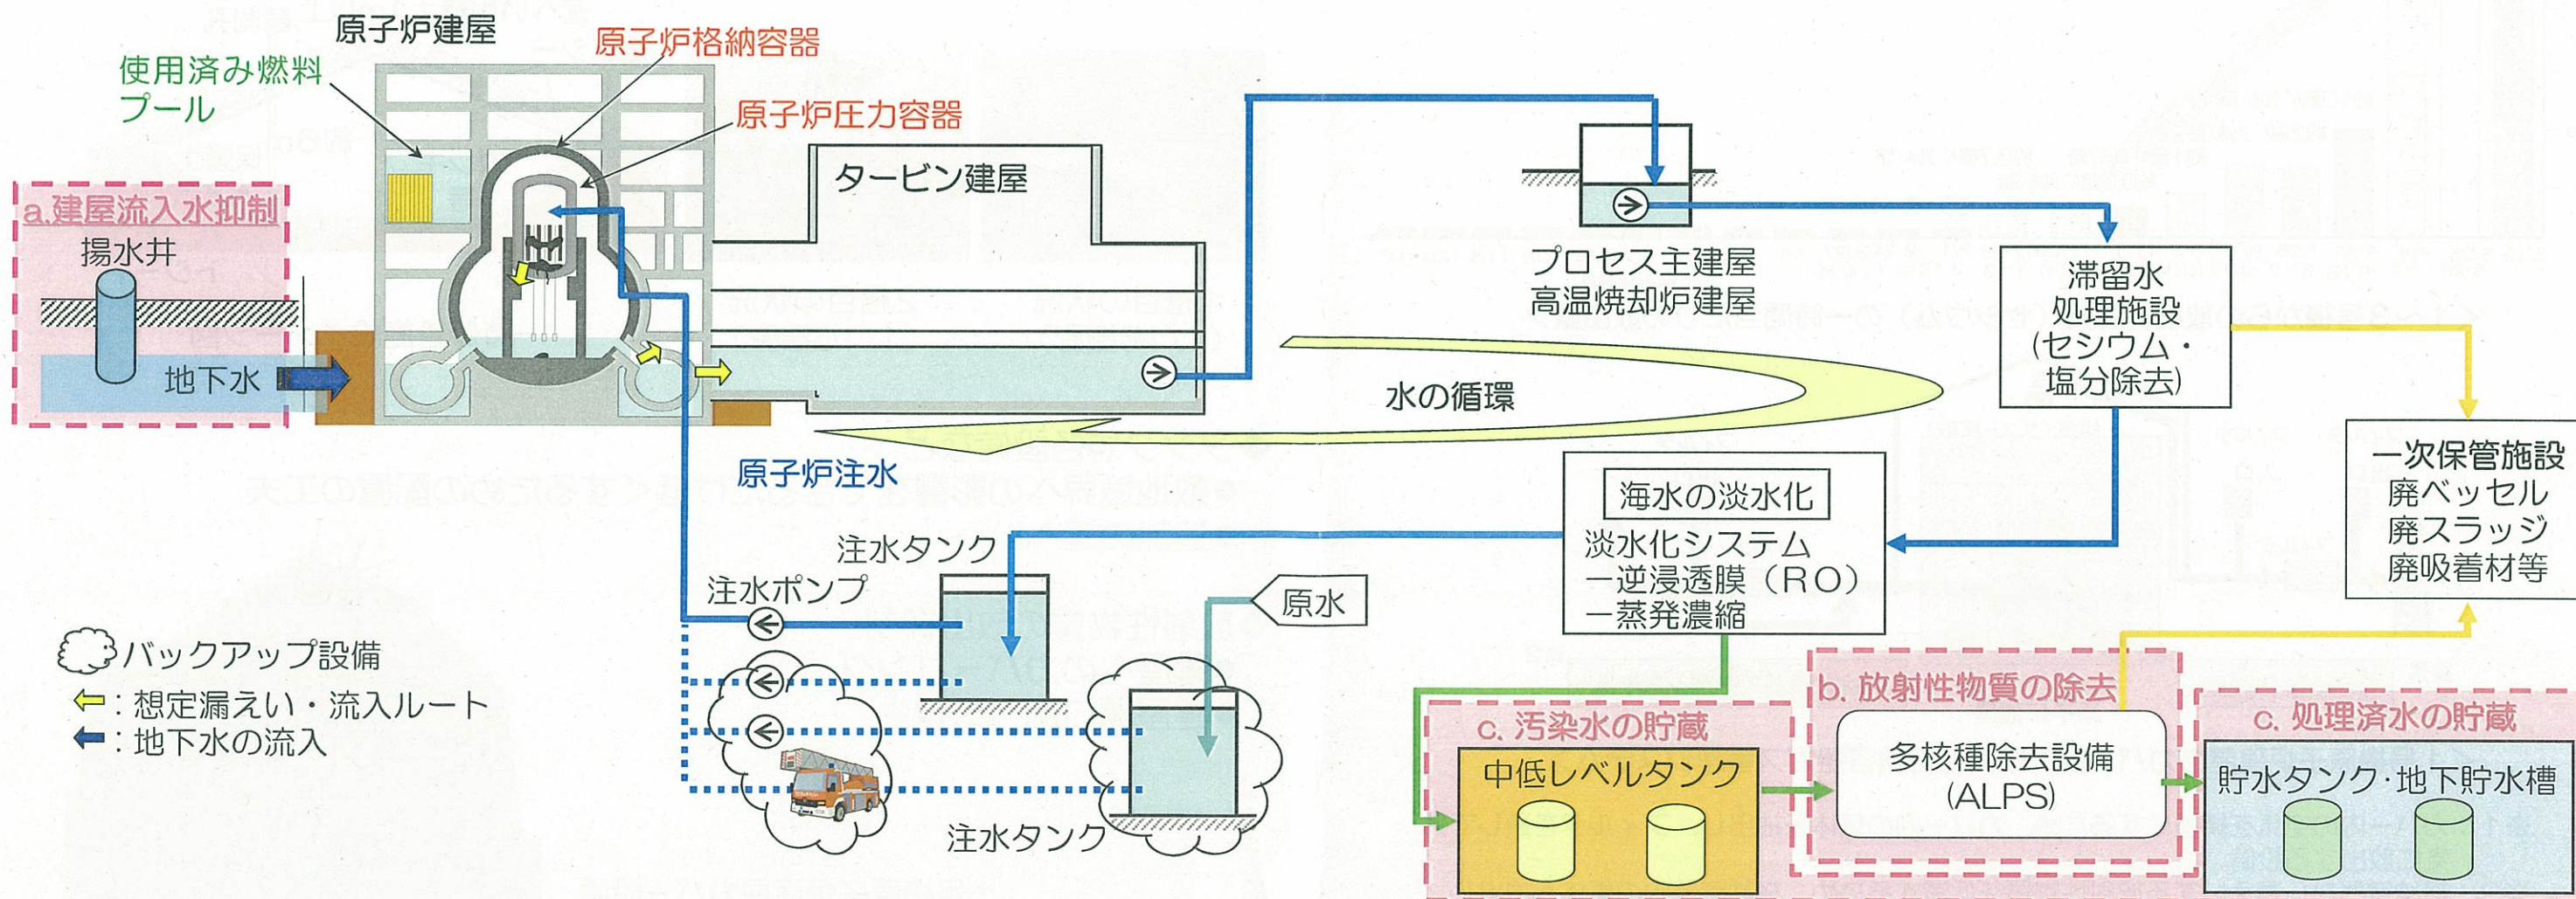 原子炉建屋
原子炉格納容器
使用済み燃料
プール
原子炉圧力容器
タービン建屋
a.建屋流入水抑制
揚水井
地下水
プロセス主建屋
高温焼却炉建屋
滞留水
処理施設
(セシウム・
塩分除去)
水の循環
原子炉注水
一次保管施設
廃ベッセル
廃スラッジ
廃吸着材等
海水の淡水化
淡水化システム
ー逆浸透膜（RO）
ー蒸発濃縮
注水タンク
注水ポンプ
原水
バックアップ設備
：想定漏えい・流入ルート
：地下水の流入
注水タンク
c. 汚染水の貯蔵
中低レベルタンク
b. 放射性物質の除去
多核種除去設備
(ALPS)
c. 処理済水の貯蔵
貯水タンク･地下貯水槽